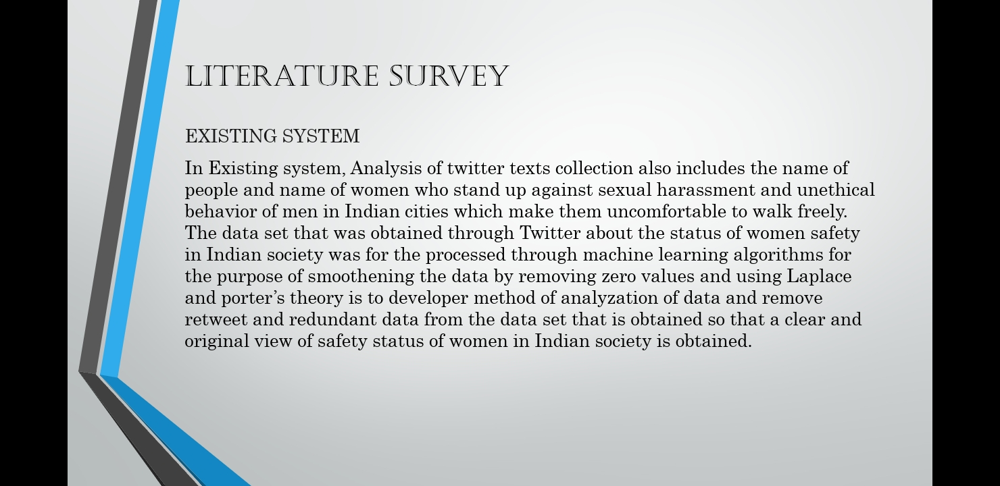 LITERATURE SURVEY
EXISTING SYSTEM
In Existing system, Analysis of twitter texts collection also includes the name of
people and name of women who stand up against sexual harassment and unethical
behavior of men in Indian cities which make them uncomfortable to walk freely.
The data set that was obtained through Twitter about the status of women safety
in Indian society was for the processed through machine learning algorithms for
the purpose of smoothening the data by removing zero values and using Laplace
and porter’s theory is to developer method of analyzation of data and remove
retweet and redundant data from the data set that is obtained so that a clear and
original view of safety status of women in Indian society is obtained.